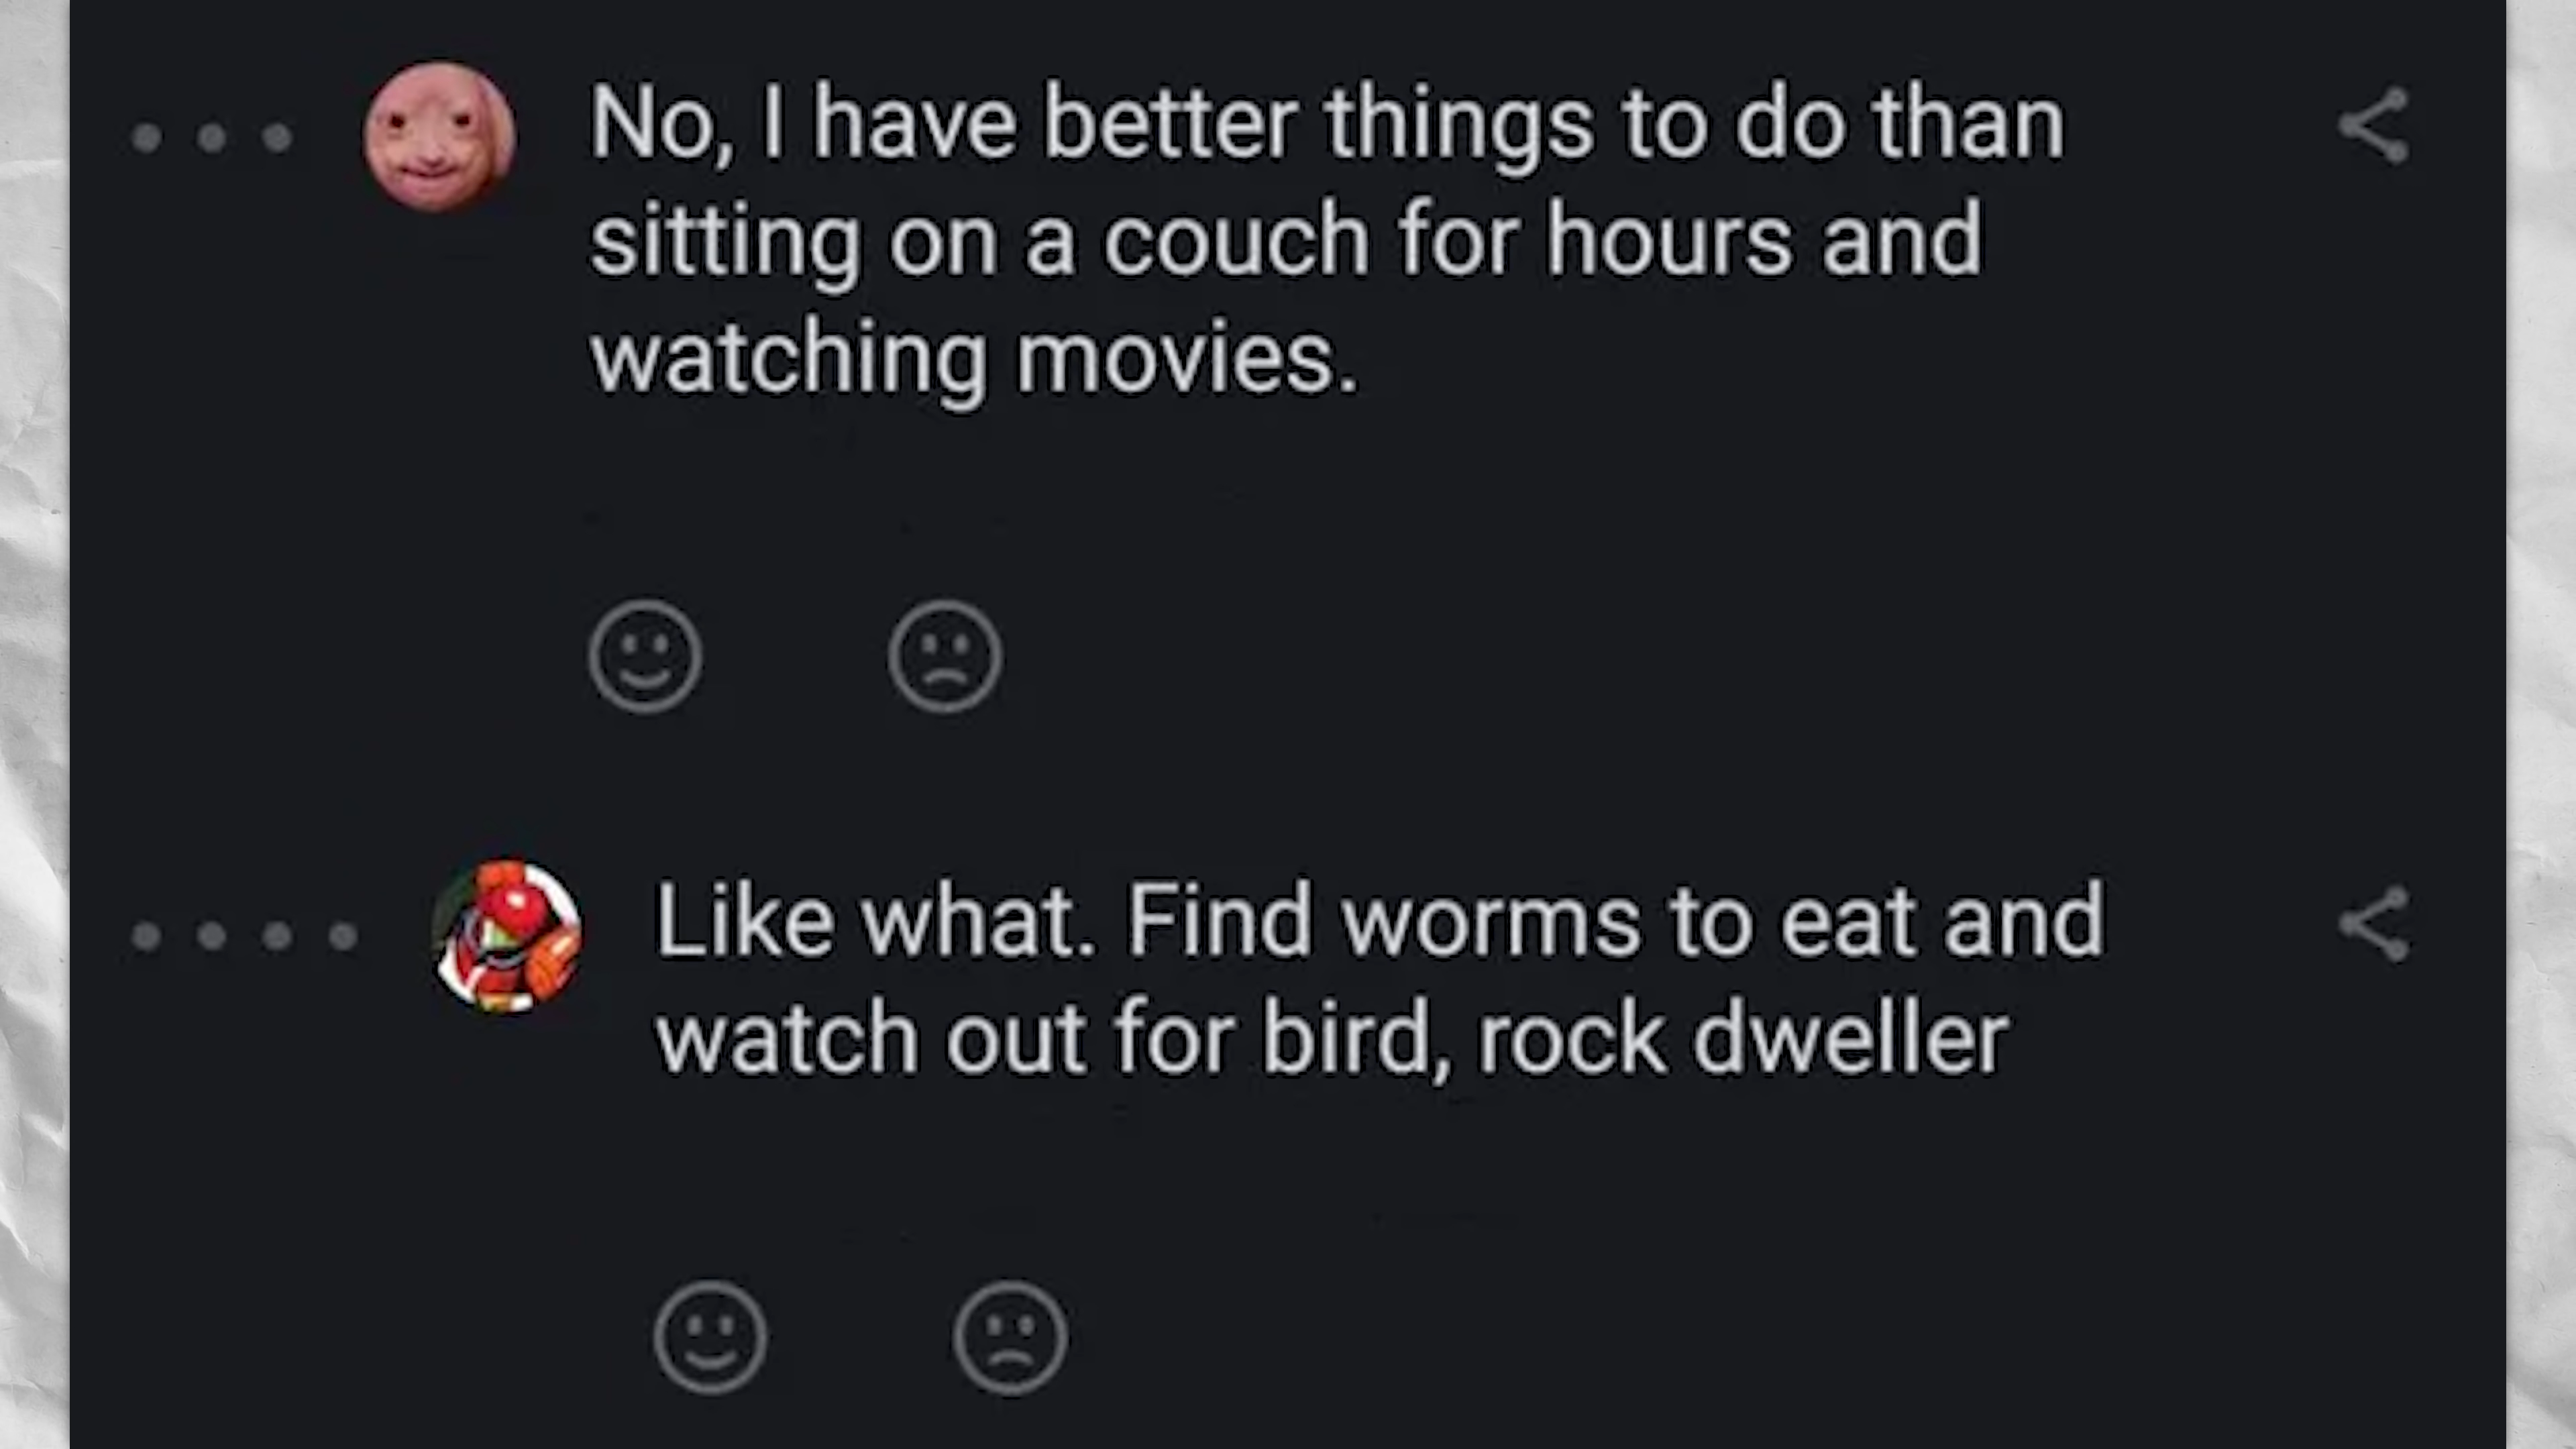 No, I have better things to do than
sitting on a couch for hours and
watching movies.
Like what. Find worms to eat and
watch out for bird, rock dweller